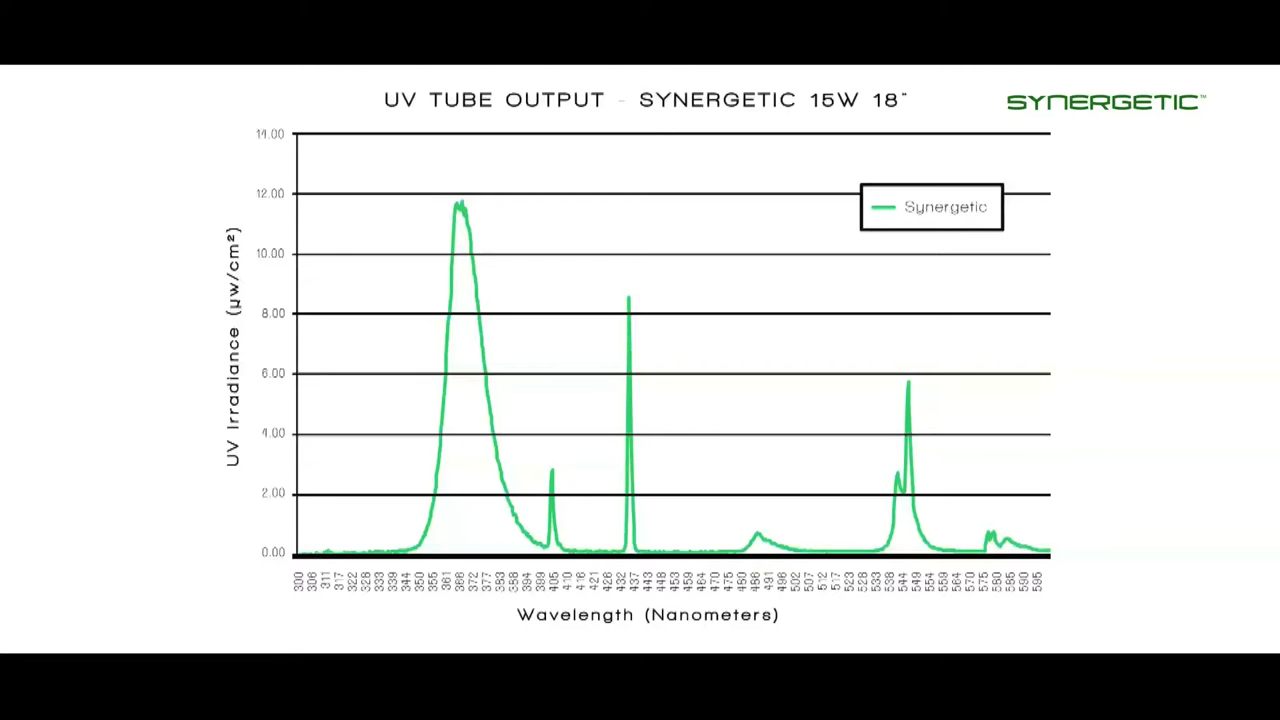 UV TUBE OUTPUT - SYNERGETIC 15W 18"
SYNERGETIC™
14.00
12.00
10.00
8.00
6.00
4.00
2.00
0.00
UV Irradiance (µw/cm²)
Synergetic
300 306 311 317 322 328 333 339 344 350 355 361 366 372 377 383 388 394 399 405 410 416 421 426 432 437 443 448 453 459 464 470 475 480 486 491 496 502 507 512 517 523 528 533 538 544 549 554 559 564 570 575 580 585 590 595
Wavelength (Nanometers)